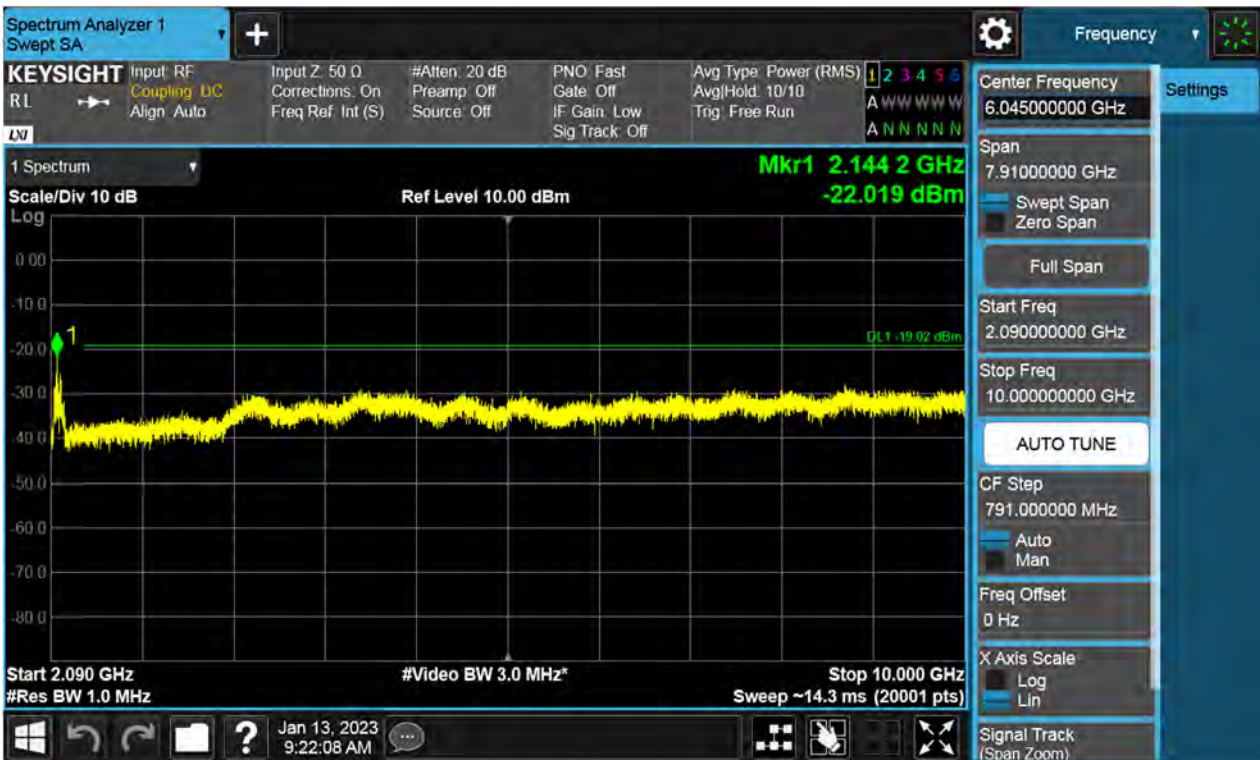 Spectrum Analyzer 1
Swept SA
Frequency
KEYSIGHT
RL
LXI
Input: RF
Coupling: DC
Align: Auto
Input Z: 50 Ω
Corrections: On
Freq Ref: Int (S)
#Atten: 20 dB
Preamp: Off
Source: Off
PNO: Fast
Gate: Off
IF Gain: Low
Sig Track: Off
Avg Type: Power (RMS)
Avg|Hold: 10/10
Trig: Free Run
1 2 3 4 5 6
A W W W W W
A N N N N N
1 Spectrum
Scale/Div 10 dB
Ref Level 10.00 dBm
Mkr1 2.144 2 GHz
-22.019 dBm
Log
0.00
-10.0
-20.0
-30.0
-40.0
-50.0
-60.0
-70.0
-80.0
1
DL1 -19.02 dBm
Start 2.090 GHz
#Res BW 1.0 MHz
#Video BW 3.0 MHz*
Stop 10.000 GHz
Sweep ~14.3 ms (20001 pts)
Center Frequency
6.045000000 GHz
Span
7.91000000 GHz
Swept Span
Zero Span
Full Span
Start Freq
2.090000000 GHz
Stop Freq
10.000000000 GHz
AUTO TUNE
CF Step
791.000000 MHz
Auto
Man
Freq Offset
0 Hz
X Axis Scale
Log
Lin
Signal Track
(Span Zoom)
Settings
?
Jan 13, 2023
9:22:08 AM